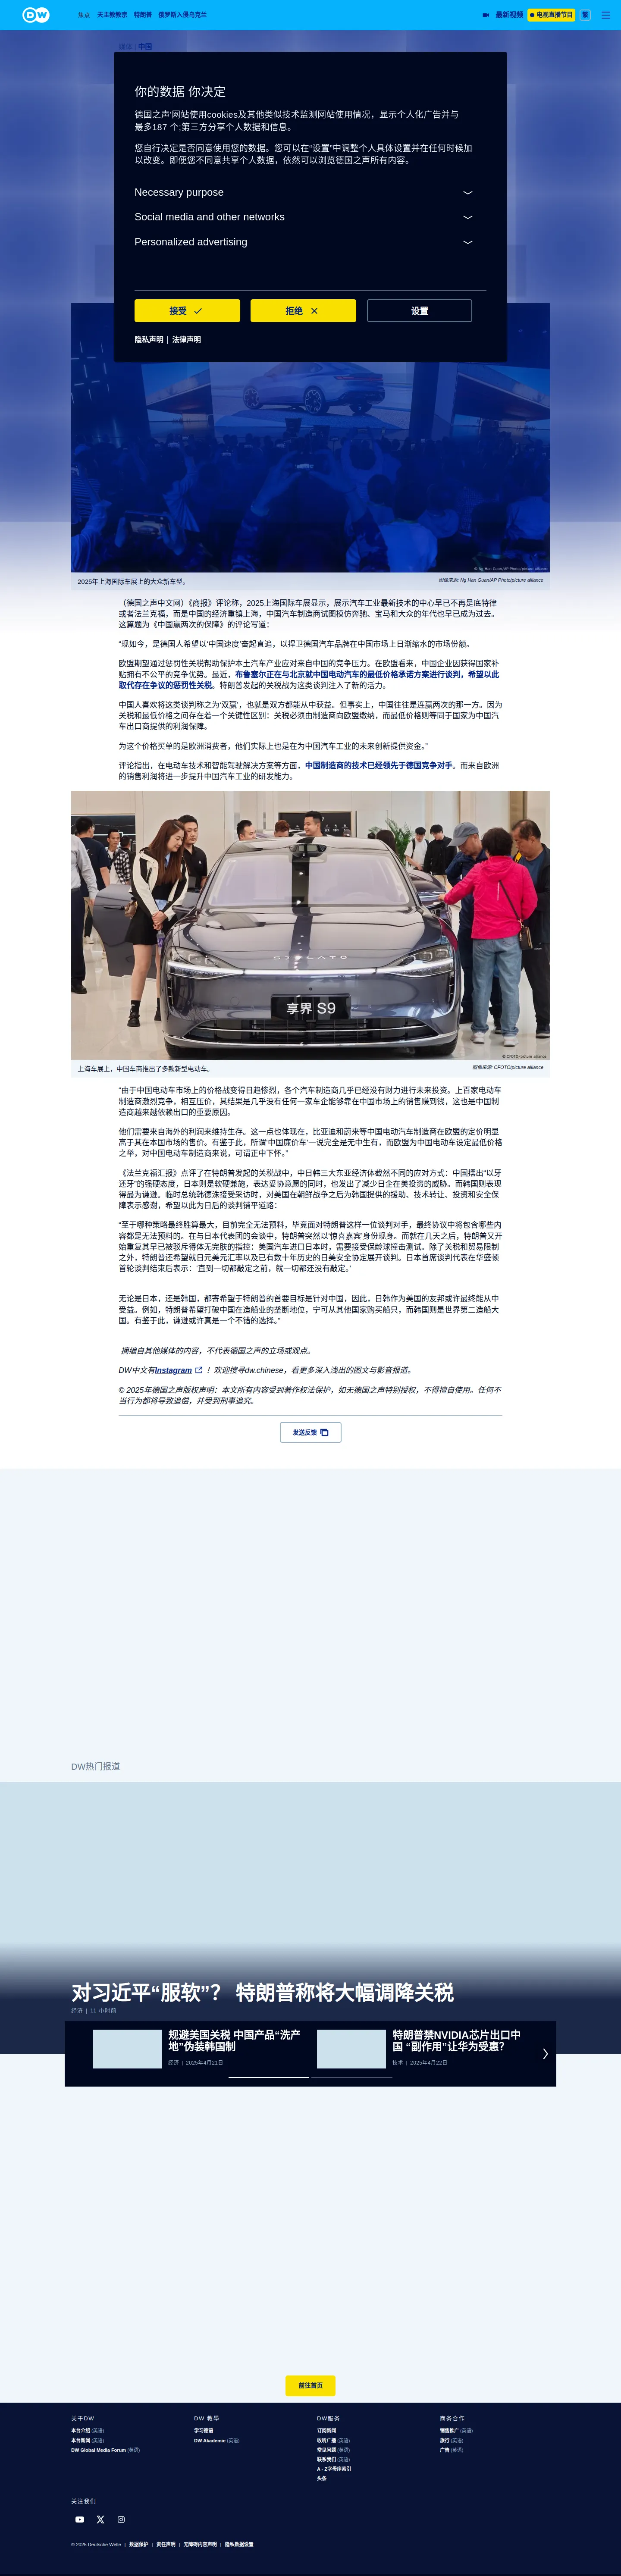 DW
焦点 天主教教宗 特朗普 俄罗斯入侵乌克兰
最新视频 电视直播节目 繁
媒体 | 中国
你的数据 你决定
德国之声'网站使用cookies及其他类似技术监测网站使用情况，显示个人化广告并与
最多187 个;第三方分享个人数据和信息。
您自行决定是否同意使用您的数据。您可以在“设置”中调整个人具体设置并在任何时候加
以改变。即便您不同意共享个人数据，依然可以浏览德国之声所有内容。
Necessary purpose
Social media and other networks
Personalized advertising
接受 拒绝 设置
隐私声明 | 法律声明
© Ng Han Guan/AP Photo/picture alliance
2025年上海国际车展上的大众新车型。
图像来源: Ng Han Guan/AP Photo/picture alliance
（德国之声中文网）《商报》评论称，2025上海国际车展显示，展示汽车工业最新技术的中心早已不再是底特律
或者法兰克福，而是中国的经济重镇上海，中国汽车制造商试图模仿奔驰、宝马和大众的年代也早已成为过去。
这篇题为《中国赢两次的保障》的评论写道：
“现如今，是德国人希望以‘中国速度’奋起直追，以捍卫德国汽车品牌在中国市场上日渐缩水的市场份额。
欧盟期望通过惩罚性关税帮助保护本土汽车产业应对来自中国的竞争压力。在欧盟看来，中国企业因获得国家补
贴拥有不公平的竞争优势。最近，布鲁塞尔正在与北京就中国电动汽车的最低价格承诺方案进行谈判，希望以此
取代存在争议的惩罚性关税。特朗普发起的关税战为这类谈判注入了新的活力。
中国人喜欢将这类谈判称之为‘双赢’，也就是双方都能从中获益。但事实上，中国往往是连赢两次的那一方。因为
关税和最低价格之间存在着一个关键性区别：关税必须由制造商向欧盟缴纳，而最低价格则等同于国家为中国汽
车出口商提供的利润保障。
为这个价格买单的是欧洲消费者，他们实际上也是在为中国汽车工业的未来创新提供资金。”
评论指出，在电动车技术和智能驾驶解决方案等方面，中国制造商的技术已经领先于德国竞争对手。而来自欧洲
的销售利润将进一步提升中国汽车工业的研发能力。
STELATO
享界 S9
© CFOTO/picture alliance
上海车展上，中国车商推出了多款新型电动车。
图像来源: CFOTO/picture alliance
“由于中国电动车市场上的价格战变得日趋惨烈，各个汽车制造商几乎已经没有财力进行未来投资。上百家电动车
制造商激烈竞争，相互压价，其结果是几乎没有任何一家车企能够靠在中国市场上的销售赚到钱，这也是中国制
造商越来越依赖出口的重要原因。
他们需要来自海外的利润来维持生存。这一点也体现在，比亚迪和蔚来等中国电动汽车制造商在欧盟的定价明显
高于其在本国市场的售价。有鉴于此，所谓‘中国廉价车’一说完全是无中生有，而欧盟为中国电动车设定最低价格
之举，对中国电动车制造商来说，可谓正中下怀。”
《法兰克福汇报》点评了在特朗普发起的关税战中，中日韩三大东亚经济体截然不同的应对方式：中国摆出“以牙
还牙”的强硬态度，日本则是软硬兼施，表达妥协意愿的同时，也发出了减少日企在美投资的威胁。而韩国则表现
得最为谦逊。临时总统韩德洙接受采访时，对美国在朝鲜战争之后为韩国提供的援助、技术转让、投资和安全保
障表示感谢，希望以此为日后的谈判铺平道路：
“至于哪种策略最终胜算最大，目前完全无法预料，毕竟面对特朗普这样一位谈判对手，最终协议中将包含哪些内
容都是无法预料的。在与日本代表团的会谈中，特朗普突然以‘惊喜嘉宾’身份现身。而就在几天之后，特朗普又开
始重复其早已被驳斥得体无完肤的指控：美国汽车进口日本时，需要接受保龄球撞击测试。除了关税和贸易限制
之外，特朗普还希望就日元美元汇率以及已有数十年历史的日美安全协定展开谈判。日本首席谈判代表在华盛顿
首轮谈判结束后表示：‘直到一切都敲定之前，就一切都还没有敲定。’
无论是日本，还是韩国，都寄希望于特朗普的首要目标是针对中国，因此，日韩作为美国的友邦或许最终能从中
受益。例如，特朗普希望打破中国在造船业的垄断地位，宁可从其他国家购买船只，而韩国则是世界第二造船大
国。有鉴于此，谦逊或许真是一个不错的选择。”
摘编自其他媒体的内容，不代表德国之声的立场或观点。
DW中文有Instagram ！欢迎搜寻dw.chinese，看更多深入浅出的图文与影音报道。
© 2025年德国之声版权声明：本文所有内容受到著作权法保护，如无德国之声特别授权，不得擅自使用。任何不
当行为都将导致追偿，并受到刑事追究。
发送反馈
DW热门报道
对习近平“服软”？ 特朗普称将大幅调降关税
经济 | 11 小时前
规避美国关税 中国产品“洗产
地”伪装韩国制
经济 | 2025年4月21日
特朗普禁NVIDIA芯片出口中
国 “副作用”让华为受惠？
技术 | 2025年4月22日
前往首页
关于DW
本台介绍 (英语)
本台新闻 (英语)
DW Global Media Forum (英语)
DW 教學
学习德语
DW Akademie (英语)
DW服务
订阅新闻
收听广播 (英语)
常见问题 (英语)
联系我们 (英语)
A - Z字母序索引
头条
商务合作
销售推广 (英语)
旅行 (英语)
广告 (英语)
关注我们
© 2025 Deutsche Welle | 数据保护 | 责任声明 | 无障碍内容声明 | 隐私数据设置